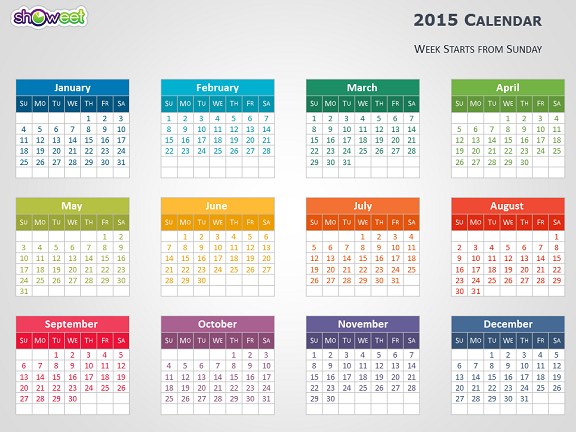 showeet
2015 Calendar
Week Starts from Sunday
January
SU MO TU WE TH FR SA
1 2 3
4 5 6 7 8 9 10
11 12 13 14 15 16 17
18 19 20 21 22 23 24
25 26 27 28 29 30 31
February
SU MO TU WE TH FR SA
1 2 3 4 5 6 7
8 9 10 11 12 13 14
15 16 17 18 19 20 21
22 23 24 25 26 27 28
March
SU MO TU WE TH FR SA
1 2 3 4 5 6 7
8 9 10 11 12 13 14
15 16 17 18 19 20 21
22 23 24 25 26 27 28
29 30 31
April
SU MO TU WE TH FR SA
1 2 3 4
5 6 7 8 9 10 11
12 13 14 15 16 17 18
19 20 21 22 23 24 25
26 27 28 29 30
May
SU MO TU WE TH FR SA
1 2
3 4 5 6 7 8 9
10 11 12 13 14 15 16
17 18 19 20 21 22 23
24 25 26 27 28 29 30
31
June
SU MO TU WE TH FR SA
1 2 3 4 5 6
7 8 9 10 11 12 13
14 15 16 17 18 19 20
21 22 23 24 25 26 27
28 29 30
July
SU MO TU WE TH FR SA
1 2 3 4
5 6 7 8 9 10 11
12 13 14 15 16 17 18
19 20 21 22 23 24 25
26 27 28 29 30 31
August
SU MO TU WE TH FR SA
1
2 3 4 5 6 7 8
9 10 11 12 13 14 15
16 17 18 19 20 21 22
23 24 25 26 27 28 29
30 31
September
SU MO TU WE TH FR SA
1 2 3 4 5
6 7 8 9 10 11 12
13 14 15 16 17 18 19
20 21 22 23 24 25 26
27 28 29 30
October
SU MO TU WE TH FR SA
1 2 3
4 5 6 7 8 9 10
11 12 13 14 15 16 17
18 19 20 21 22 23 24
25 26 27 28 29 30 31
November
SU MO TU WE TH FR SA
1 2 3 4 5 6 7
8 9 10 11 12 13 14
15 16 17 18 19 20 21
22 23 24 25 26 27 28
29 30
December
SU MO TU WE TH FR SA
1 2 3 4 5
6 7 8 9 10 11 12
13 14 15 16 17 18 19
20 21 22 23 24 25 26
27 28 29 30 31